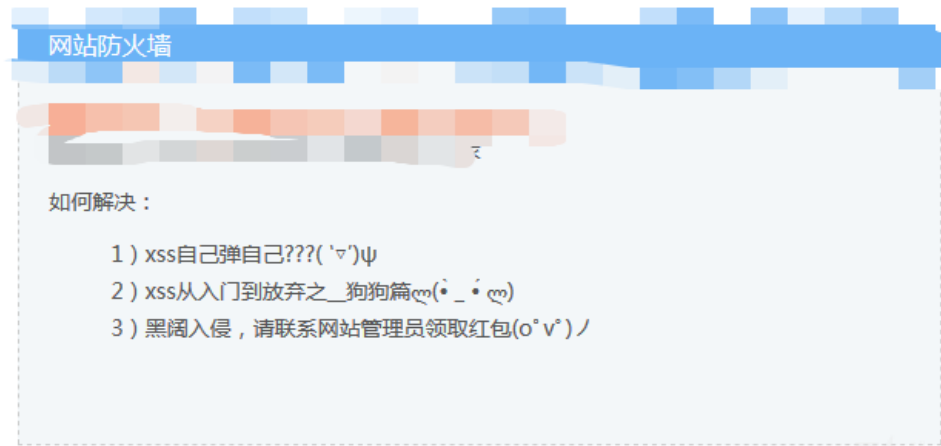 网站防火墙
如何解决：
1）xss自己弹自己???( ‵▿′)ψ
2）xss从入门到放弃之__狗狗篇ლ(•̀ _ •́ ლ)
3）黑阔入侵，请联系网站管理员领取红包(oﾟvﾟ)ノ